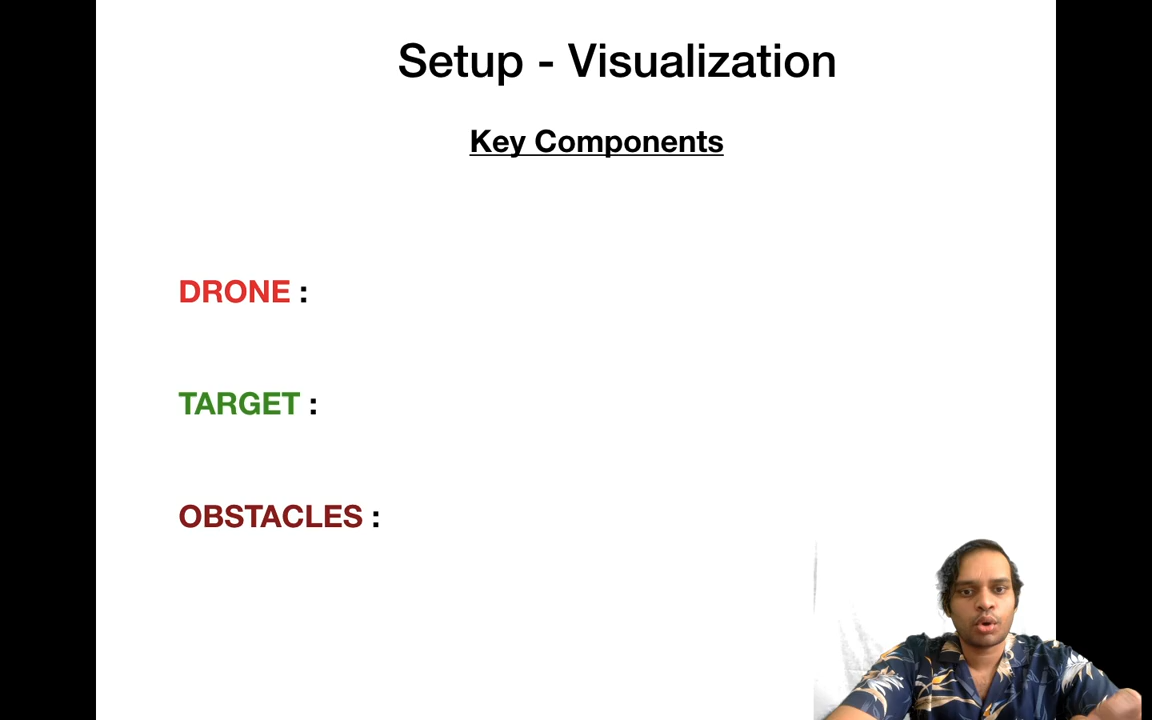 Setup - Visualization
Key Components
DRONE :
TARGET :
OBSTACLES :